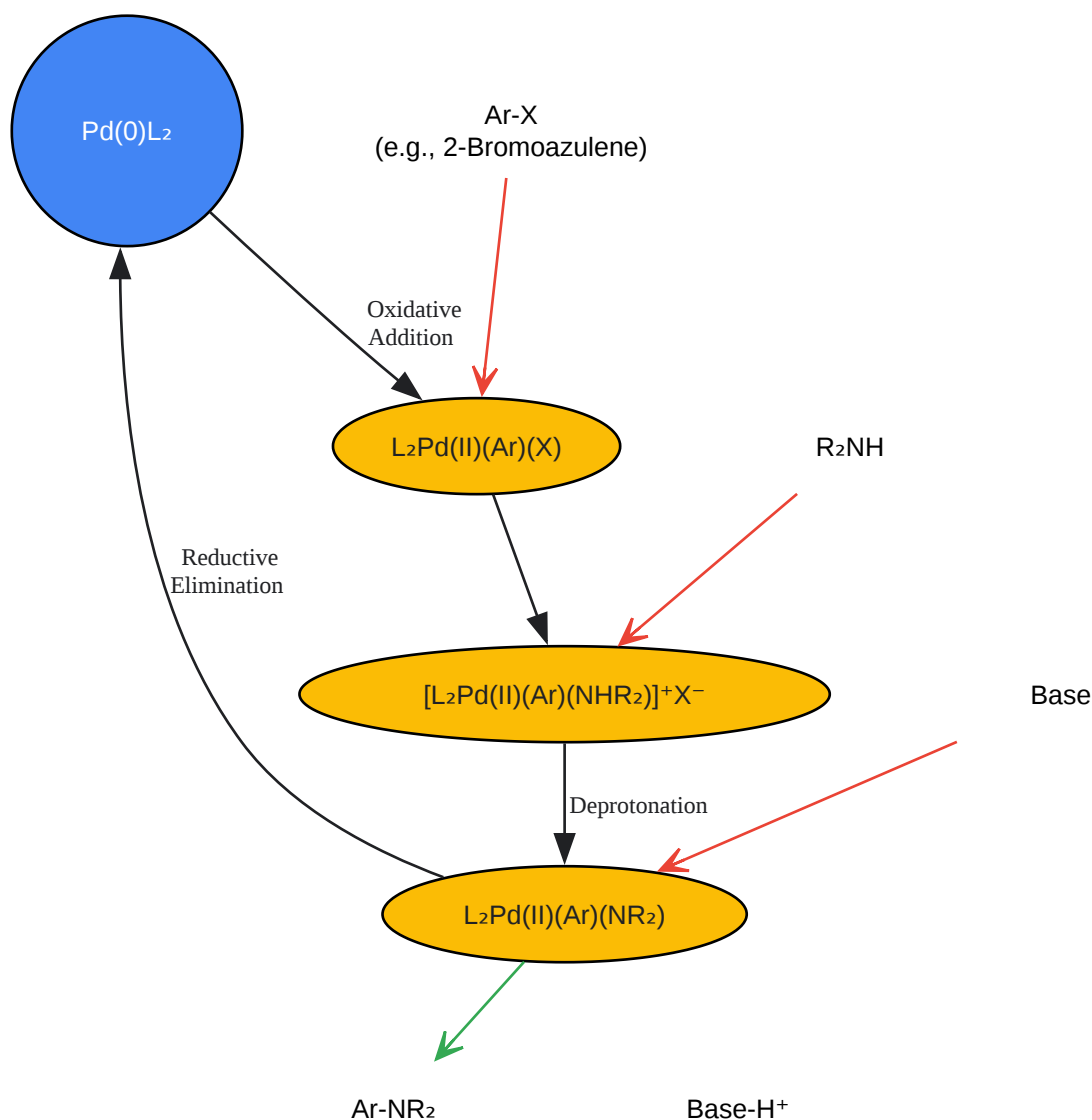 Pd(0)L₂
Ar-X
(e.g., 2-Bromoazulene)
Oxidative
Addition
L₂Pd(II)(Ar)(X)
R₂NH
Reductive
Elimination
[L₂Pd(II)(Ar)(NHR₂)]⁺X⁻
Base
Deprotonation
L₂Pd(II)(Ar)(NR₂)
Ar-NR₂
Base-H⁺